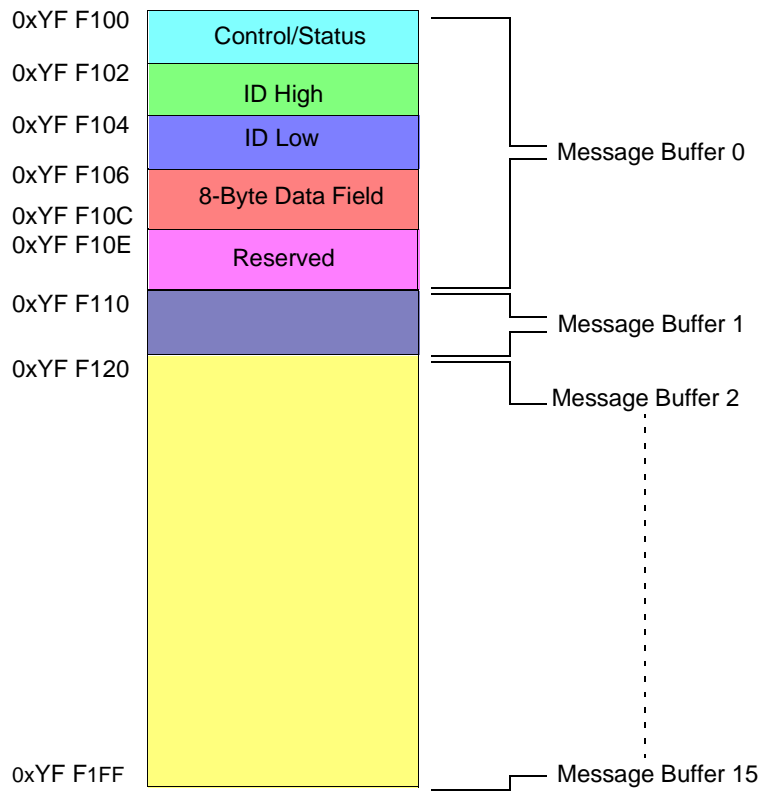 0xYF F100
Control/Status
0xYF F102
ID High
0xYF F104
ID Low
Message Buffer 0
0xYF F106
8-Byte Data Field
0xYF F10C
0xYF F10E
Reserved
0xYF F110
Message Buffer 1
0xYF F120
Message Buffer 2
0xYF F1FF
Message Buffer 15